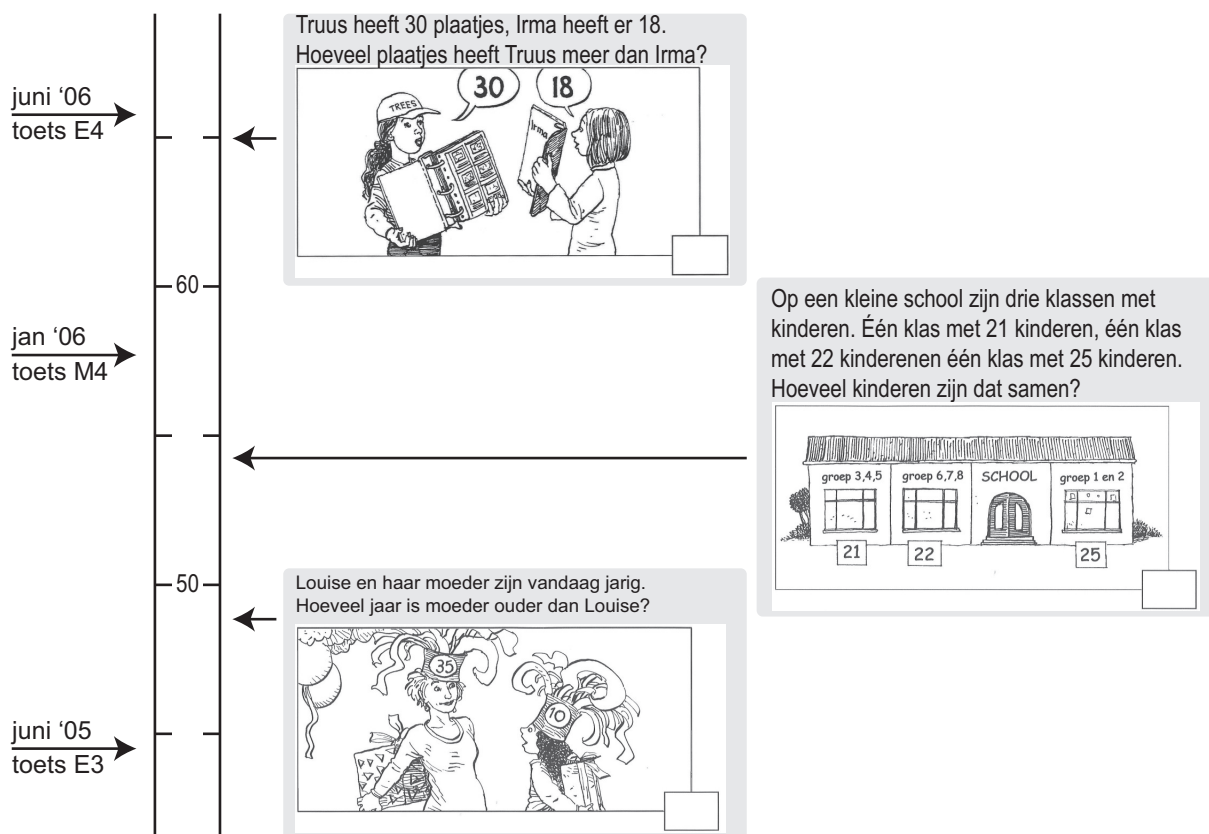 Truus heeft 30 plaatjes, Irma heeft er 18.
Hoeveel plaatjes heeft Truus meer dan Irma?
30
18
TREES
Irma
juni ‘06
toets E4
60
Op een kleine school zijn drie klassen met
kinderen. Één klas met 21 kinderen, één klas
met 22 kinderenen één klas met 25 kinderen.
Hoeveel kinderen zijn dat samen?
groep 3,4,5
groep 6,7,8
SCHOOL
groep 1 en 2
21
22
25
jan ‘06
toets M4
50
Louise en haar moeder zijn vandaag jarig.
Hoeveel jaar is moeder ouder dan Louise?
35
10
juni ‘05
toets E3